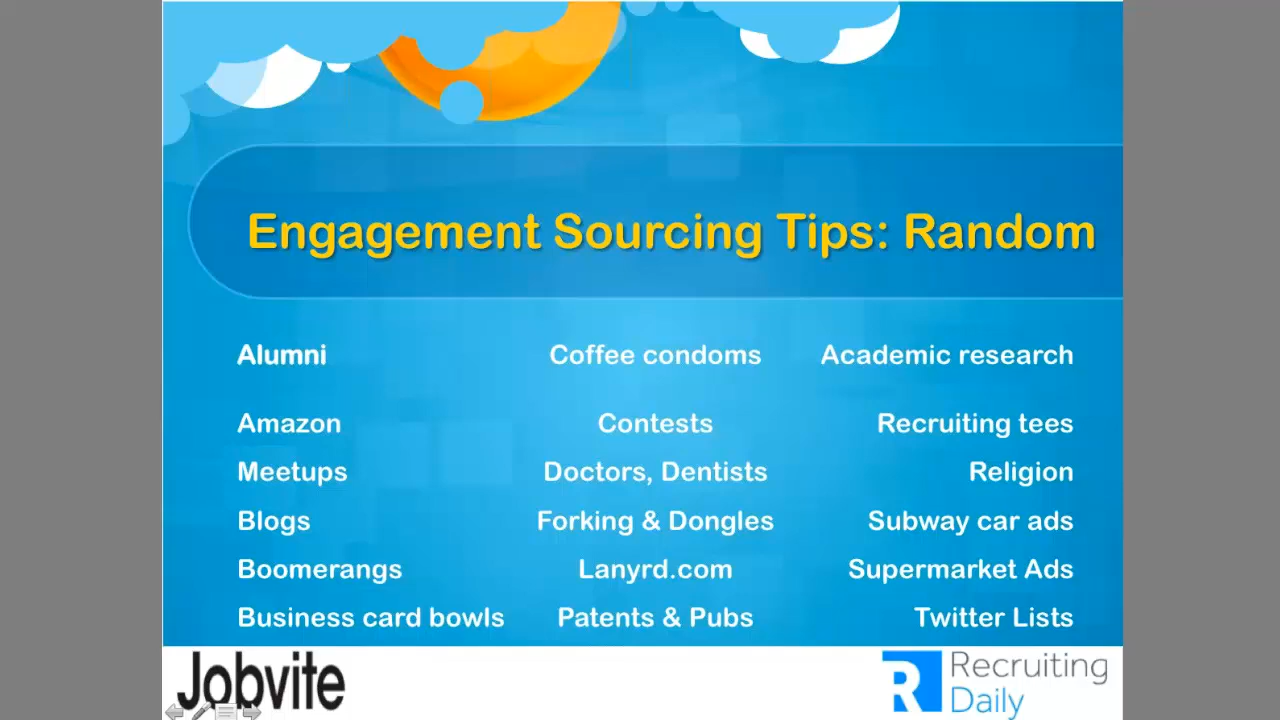 Engagement Sourcing Tips: Random
Alumni Coffee condoms Academic research
Amazon Contests Recruiting tees
Meetups Doctors, Dentists Religion
Blogs Forking & Dongles Subway car ads
Boomerangs Lanyrd.com Supermarket Ads
Business card bowls Patents & Pubs Twitter Lists
Jobvite
R Recruiting
Daily